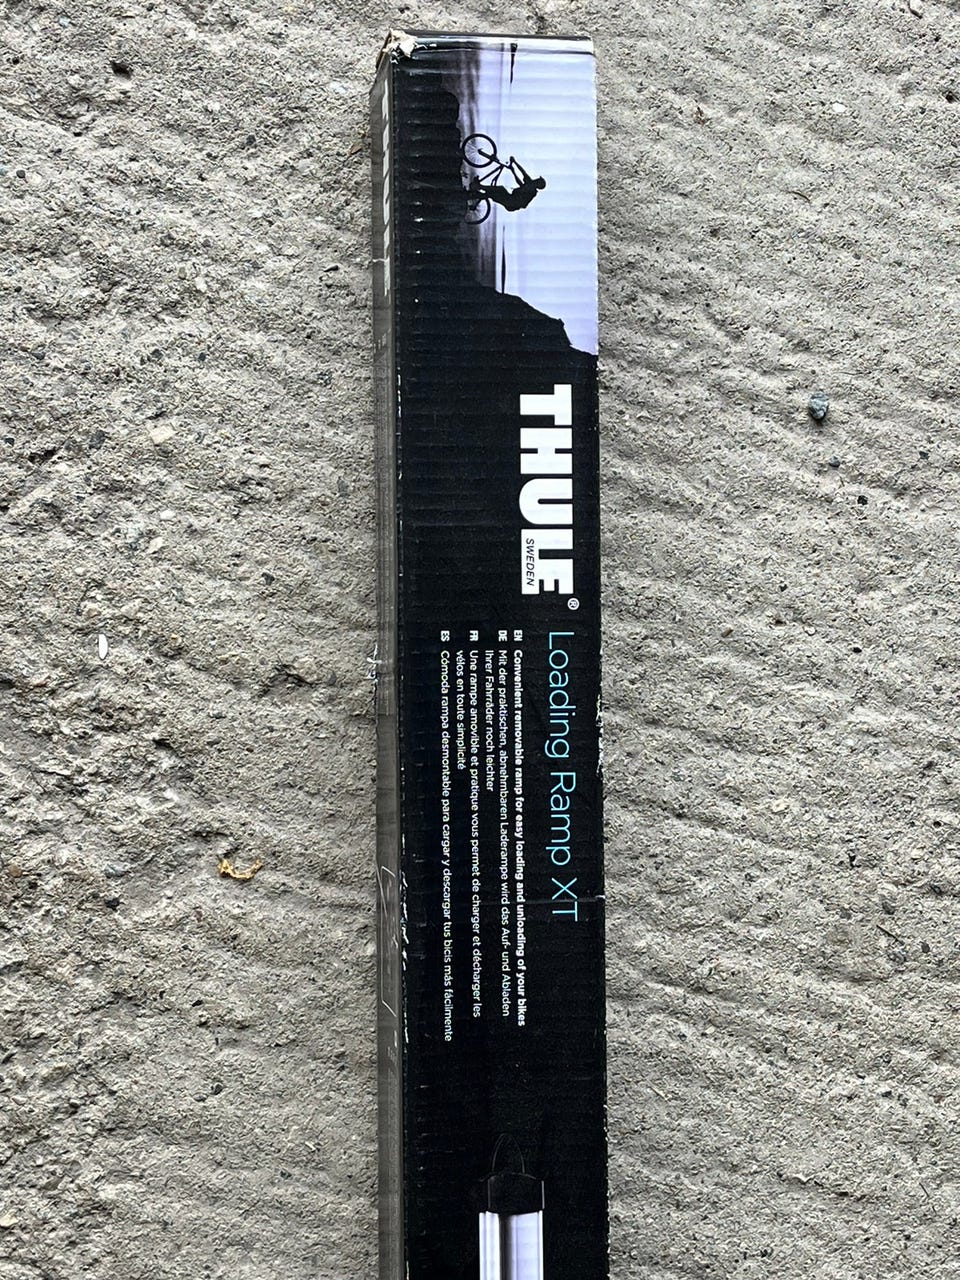 THULE®
SWEDEN
Loading Ramp XT
EN Convenient removable ramp for easy loading and unloading of your bikes
DE Mit der praktischen, abnehmbaren Laderampe wird das Auf- und Abladen
Ihrer Fahrräder noch leichter
FR Une rampe amovible et pratique vous permet de charger et décharger les
vélos en toute simplicité
ES Cómoda rampa desmontable para cargar y descargar tus bicis más fácilmente
THULE